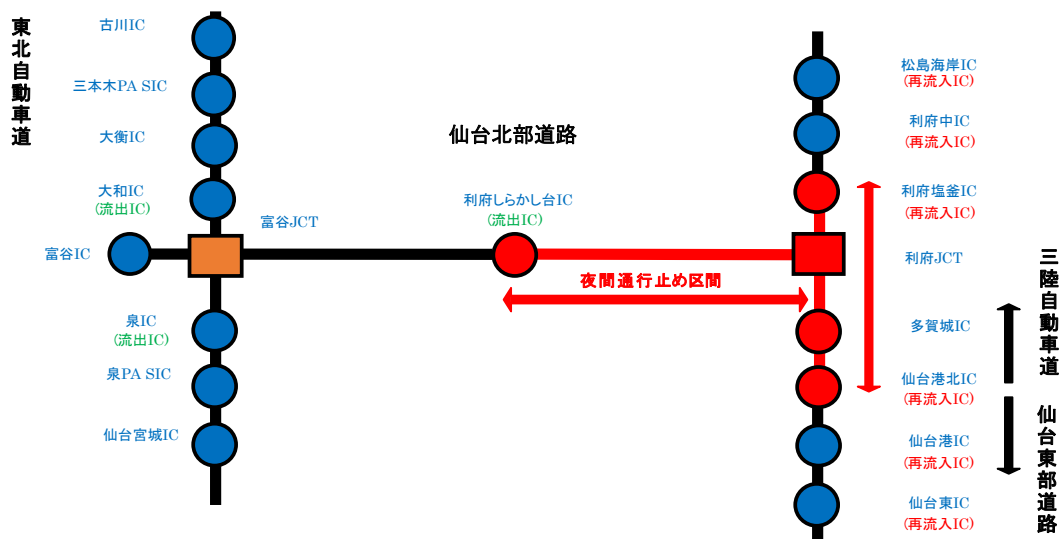 東北自動車道
古川IC
三本木PA SIC
大衡IC
大和IC
(流出IC)
富谷IC
富谷JCT
泉IC
(流出IC)
泉PA SIC
仙台宮城IC
仙台北部道路
利府しらかし台IC
(流出IC)
夜間通行止め区間
松島海岸IC
(再流入IC)
利府中IC
(再流入IC)
利府塩釜IC
(再流入IC)
利府JCT
多賀城IC
仙台港北IC
(再流入IC)
仙台港IC
(再流入IC)
仙台東IC
(再流入IC)
三陸自動車道
仙台東部道路